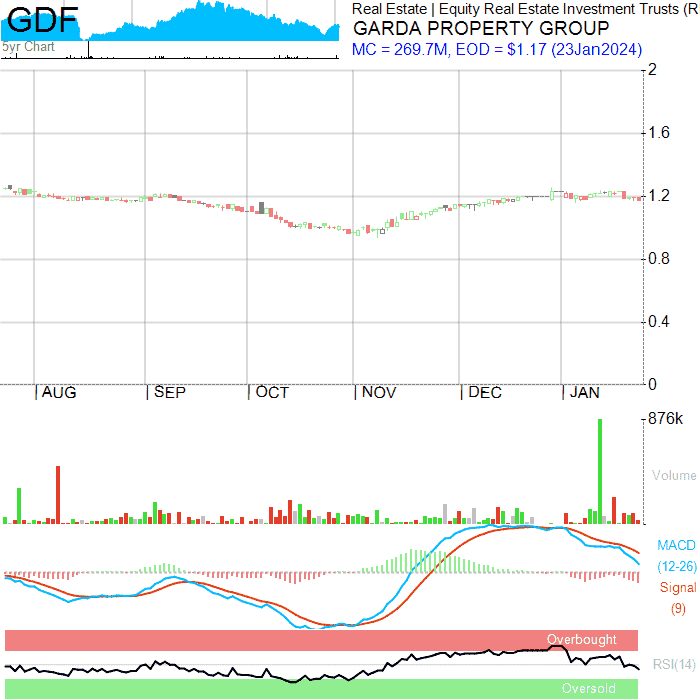 GDF
5yr Chart
Real Estate | Equity Real Estate Investment Trusts (R
GARDA PROPERTY GROUP
MC = 269.7M, EOD = $1.17 (23Jan2024)
2
1.6
1.2
0.8
0.4
0
AUG SEP OCT NOV DEC JAN
876k
Volume
MACD
(12-26)
Signal
(9)
Overbought
RSI(14)
Oversold